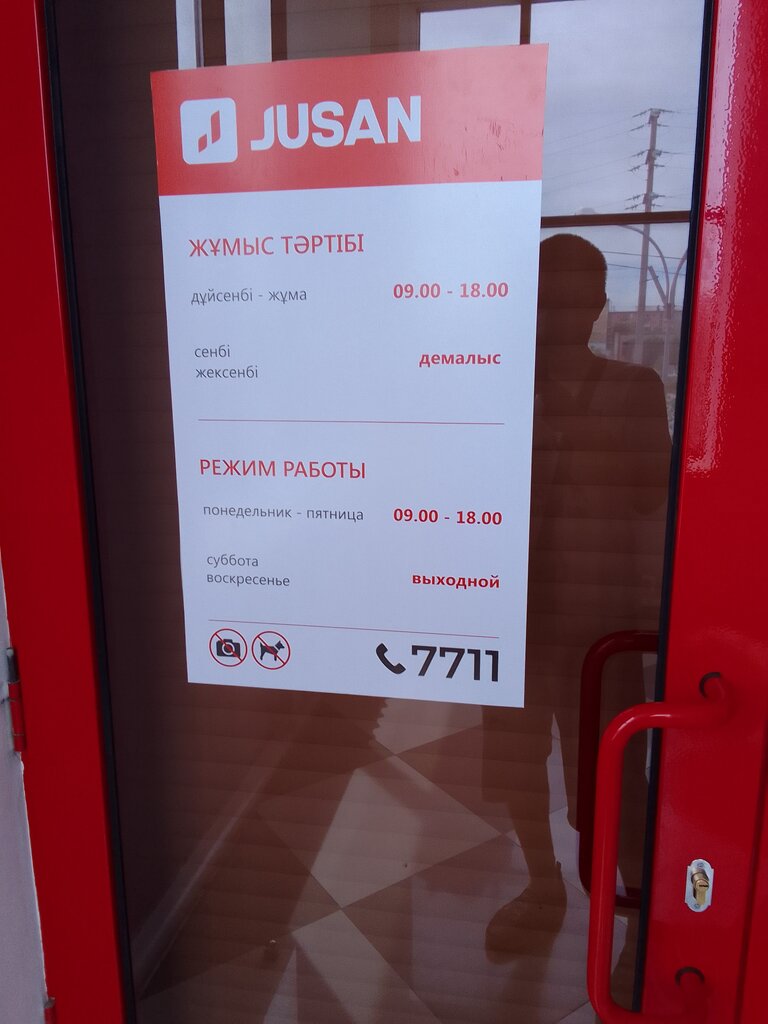 JUSAN
ЖҰМЫС ТӘРТІБІ
дүйсенбі - жұма 09.00 - 18.00
сенбі
жексенбі
демалыс
РЕЖИМ РАБОТЫ
понедельник - пятница 09.00 - 18.00
суббота
воскресенье
выходной
7711